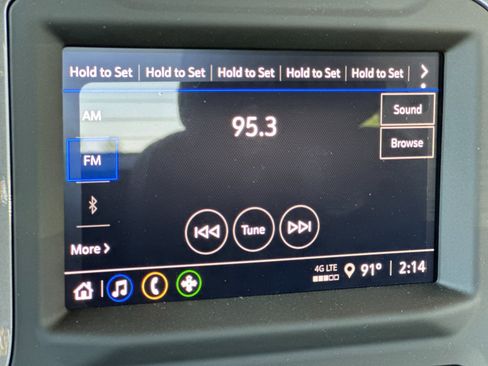 Hold to Set Hold to Set Hold to Set Hold to Set Hold to Set >
AM
95.3
Sound
FM
Browse
Tune
More >
4G LTE
91° 2:14